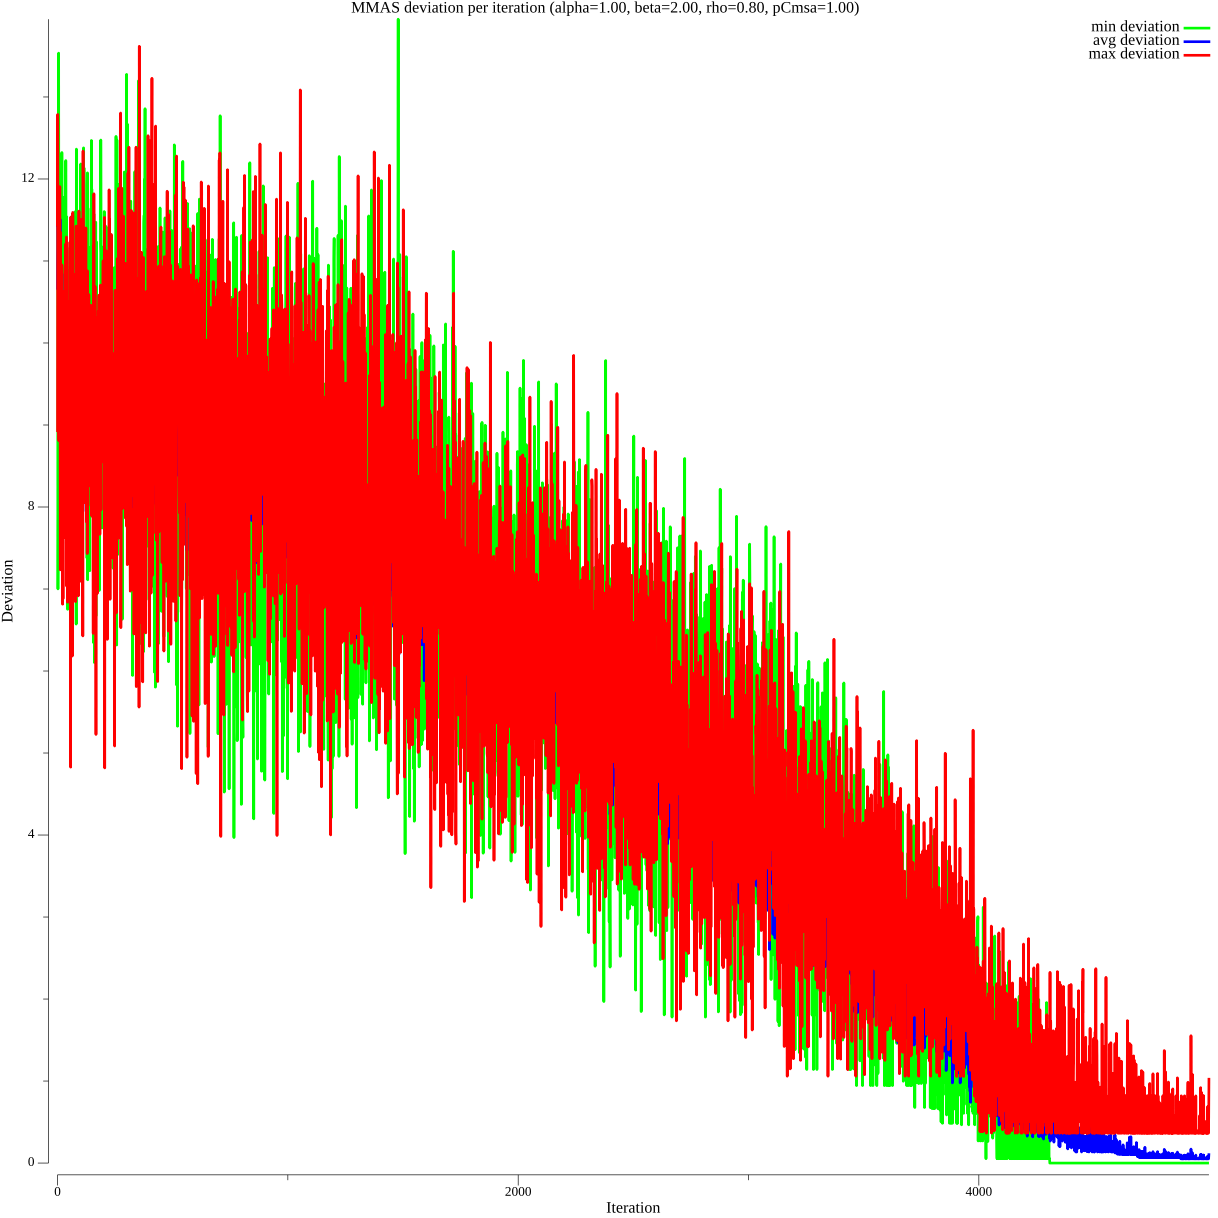 MMAS deviation per iteration (alpha=1.00, beta=2.00, rho=0.80, pCmsa=1.00)
min deviation
avg deviation
max deviation
12
8
4
0
Deviation
0
2000
4000
Iteration